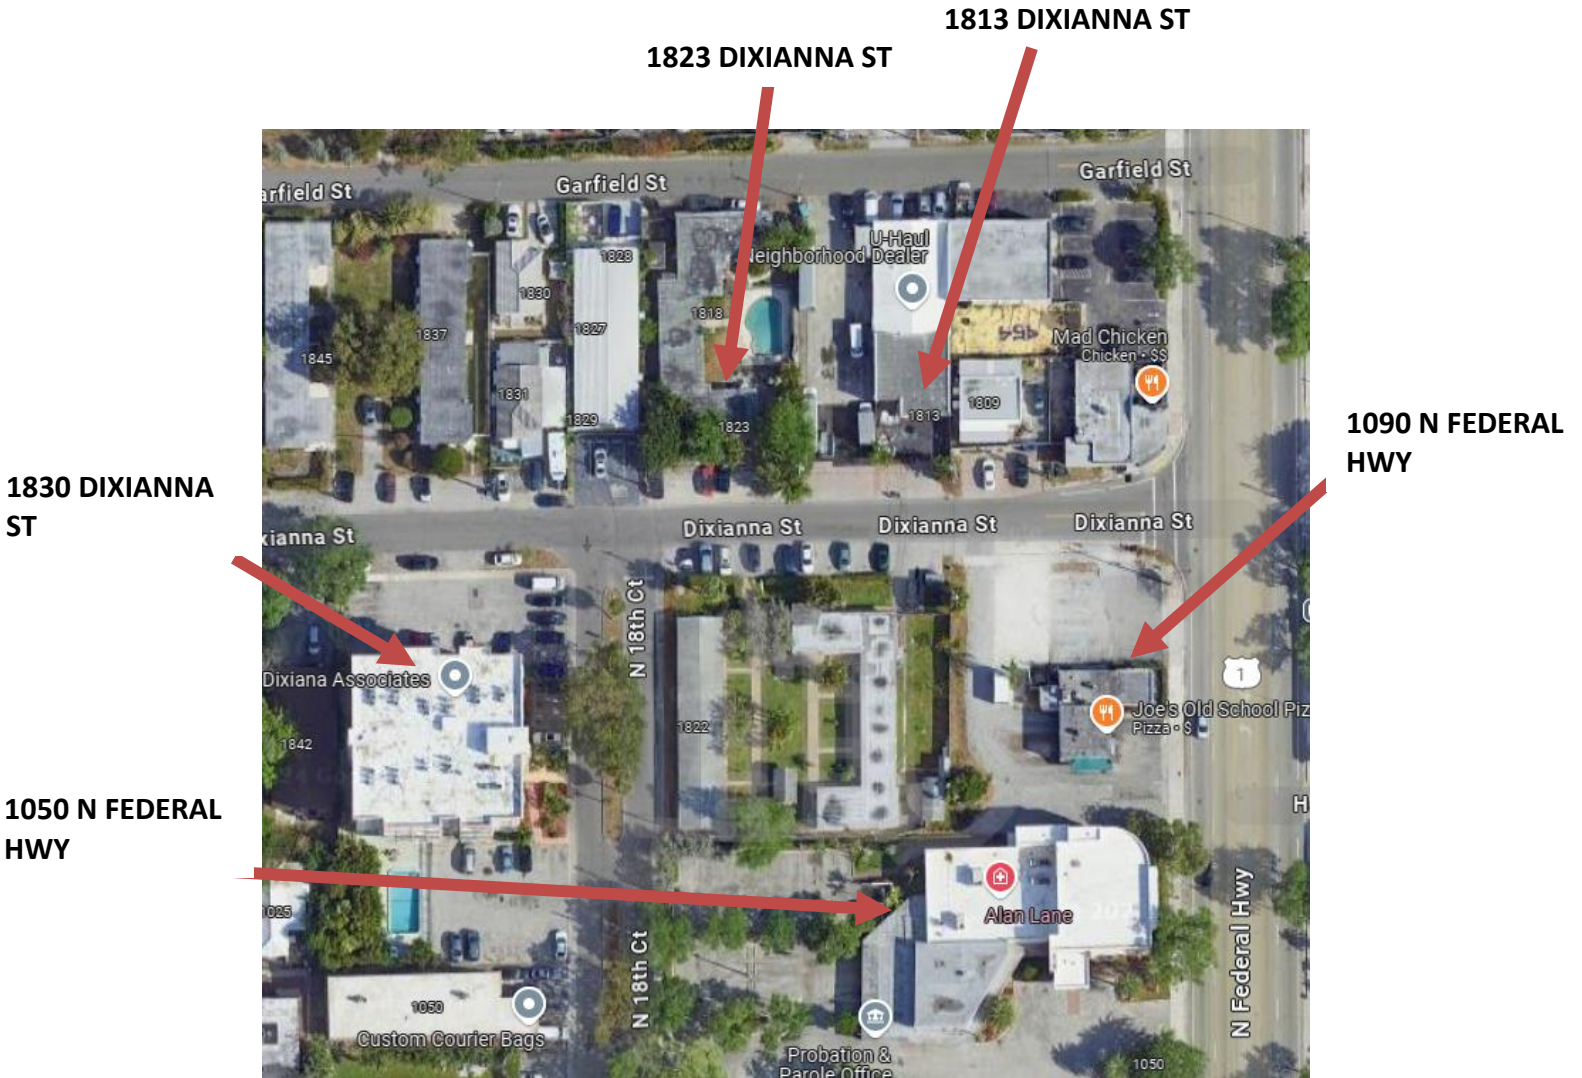 1813 DIXIANNA ST
1823 DIXIANNA ST
arfield St
Garfield St
Garfield St
U-Haul
Neighborhood Dealer
1828
1830
1818
1827
1837
1845
454
Mad Chicken
Chicken • $$
1831
1829
1823
1813
1809
1090 N FEDERAL
HWY
1830 DIXIANNA
ST
xianna St
Dixianna St
Dixianna St
Dixianna St
N 18th Ct
Dixiana Associates
1
1822
Joe's Old School Piz
Pizza • $
1842
1050 N FEDERAL
HWY
H
Alan Lane
1025
N 18th Ct
N Federal Hwy
1050
Custom Courier Bags
Probation &
Parole Office
1050